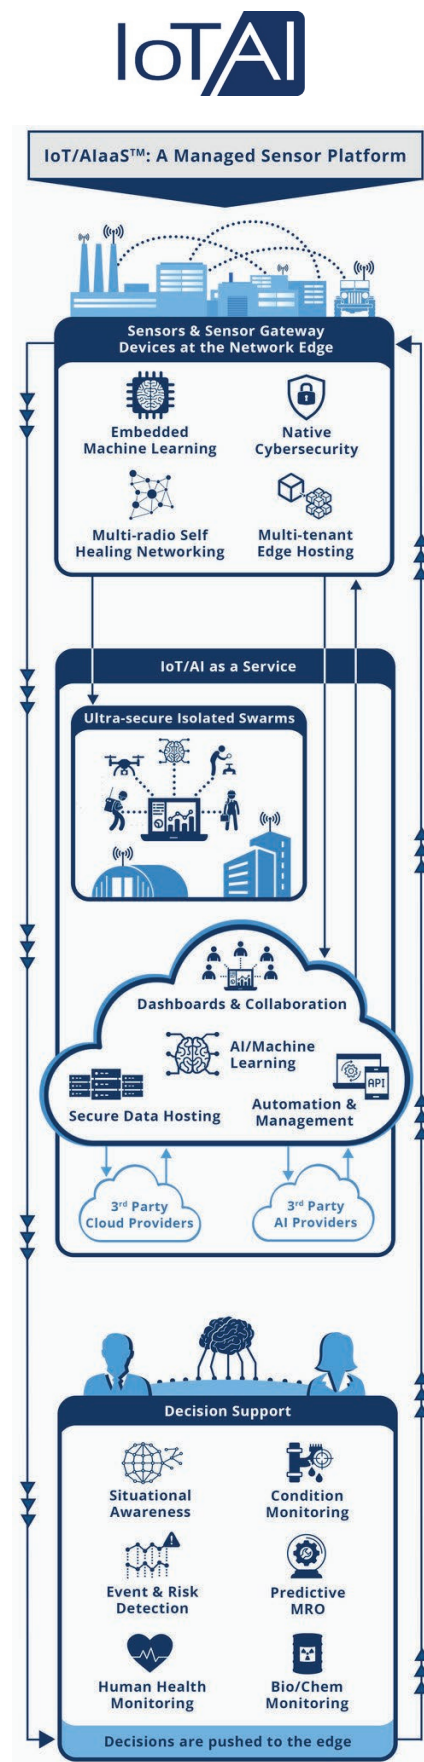 IoT/AI
IoT/AIaaS™: A Managed Sensor Platform
Sensors & Sensor Gateway
Devices at the Network Edge
Embedded
Machine Learning
Native
Cybersecurity
Multi-radio Self
Healing Networking
Multi-tenant
Edge Hosting
IoT/AI as a Service
Ultra-secure Isolated Swarms
Dashboards & Collaboration
AI/Machine
Learning
Secure Data Hosting
API
Automation &
Management
3rd Party
Cloud Providers
3rd Party
AI Providers
Decision Support
Situational
Awareness
Condition
Monitoring
Event & Risk
Detection
Predictive
MRO
Human Health
Monitoring
Bio/Chem
Monitoring
Decisions are pushed to the edge